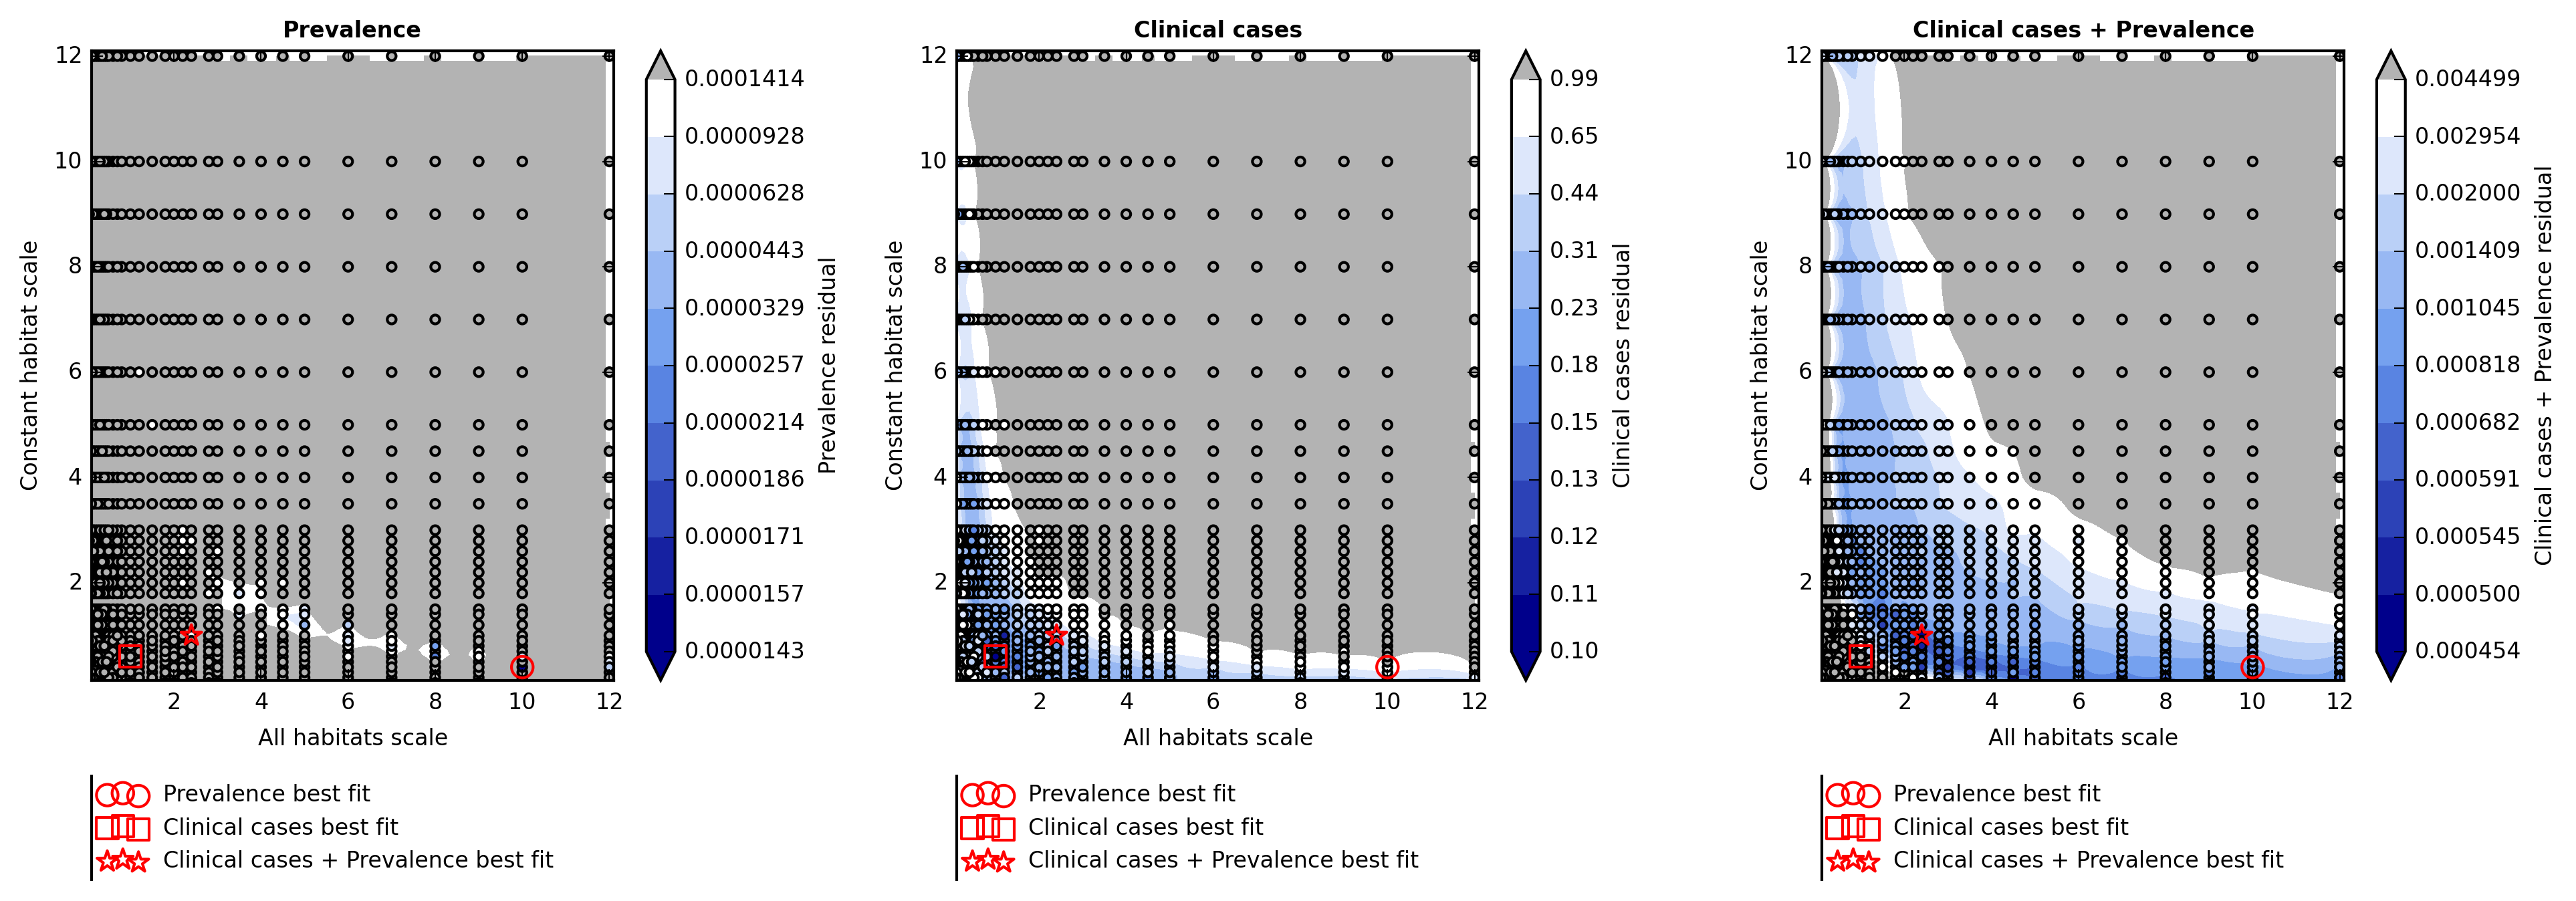 Prevalence
12
10
8
6
4
2
Constant habitat scale
2 4 6 8 10 12
All habitats scale
0.0001414
0.0000928
0.0000628
0.0000443
0.0000329
0.0000257
0.0000214
0.0000186
0.0000171
0.0000157
0.0000143
Prevalence residual
Prevalence best fit
Clinical cases best fit
Clinical cases + Prevalence best fit
Clinical cases
12
10
8
6
4
2
Constant habitat scale
2 4 6 8 10 12
All habitats scale
0.99
0.65
0.44
0.31
0.23
0.18
0.15
0.13
0.12
0.11
0.10
Clinical cases residual
Prevalence best fit
Clinical cases best fit
Clinical cases + Prevalence best fit
Clinical cases + Prevalence
12
10
8
6
4
2
Constant habitat scale
2 4 6 8 10 12
All habitats scale
0.004499
0.002954
0.002000
0.001409
0.001045
0.000818
0.000682
0.000591
0.000545
0.000500
0.000454
Clinical cases + Prevalence residual
Prevalence best fit
Clinical cases best fit
Clinical cases + Prevalence best fit